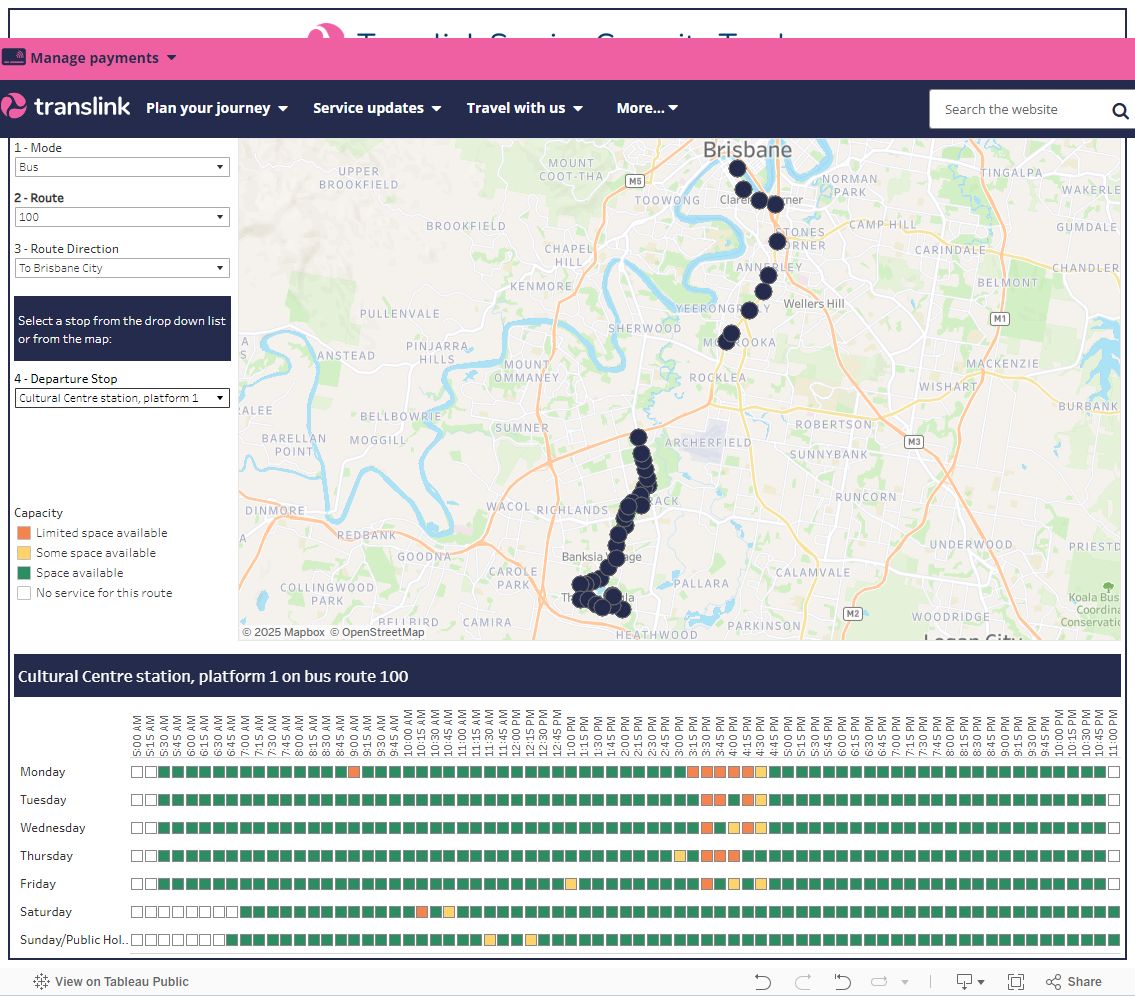 Manage payments
translink
Plan your journey
Service updates
Travel with us
More...
Search the website
1 - Mode
Bus
2 - Route
100
3 - Route Direction
To Brisbane City
Select a stop from the drop down list
or from the map:
4 - Departure Stop
Cultural Centre station, platform 1
Capacity
Limited space available
Some space available
Space available
No service for this route
Brisbane
UPPER
BROOKFIELD
MOUNT
COOT-THA
M5
TOOWONG
NORMAN
PARK
TINGALPA
WAKERLE
BROOKFIELD
CAMP HILL
GUMDALE
CHAPEL
HILL
CARINDALE
CHANDLER
KENMORE
BELMONT
Wellers Hill
PULLENVALE
SHERWOOD
M1
ANSTEAD
PINJARRA
HILLS
MOUNT
OMMANEY
ROCKLEA
MACKENZIE
WISHART
BURBANK
BELLBOWRIE
SUMNER
ROBERTSON
BARELLAN
POINT
MOGGILL
ARCHERFIELD
M3
SUNNYBANK
DINMORE
WACOL
RICHLANDS
RUNCORN
REDBANK
GOODNA
UNDERWOOD
PRIESTD
CAROLE
PARK
CALAMVALE
COLLINGWOOD
PARK
PALLARA
Koala Bus
Coordina
Conservatio
BELLBIRD
CAMIRA
M2
WOODRIDGE
PARKINSON
HEATHWOOD
Logan City
© 2025 Mapbox © OpenStreetMap
Cultural Centre station, platform 1 on bus route 100
5:00 AM
5:15 AM
5:30 AM
5:45 AM
6:00 AM
6:15 AM
6:30 AM
6:45 AM
7:00 AM
7:15 AM
7:30 AM
7:45 AM
8:00 AM
8:15 AM
8:30 AM
8:45 AM
9:00 AM
9:15 AM
9:30 AM
9:45 AM
10:00 AM
10:15 AM
10:30 AM
10:45 AM
11:00 AM
11:15 AM
11:30 AM
11:45 AM
12:00 PM
12:15 PM
12:30 PM
12:45 PM
1:00 PM
1:15 PM
1:30 PM
1:45 PM
2:00 PM
2:15 PM
2:30 PM
2:45 PM
3:00 PM
3:15 PM
3:30 PM
3:45 PM
4:00 PM
4:15 PM
4:30 PM
4:45 PM
5:00 PM
5:15 PM
5:30 PM
5:45 PM
6:00 PM
6:15 PM
6:30 PM
6:45 PM
7:00 PM
7:15 PM
7:30 PM
7:45 PM
8:00 PM
8:15 PM
8:30 PM
8:45 PM
9:00 PM
9:15 PM
9:30 PM
9:45 PM
10:00 PM
10:15 PM
10:30 PM
10:45 PM
11:00 PM
Monday
Tuesday
Wednesday
Thursday
Friday
Saturday
Sunday/Public Hol..
View on Tableau Public
Share